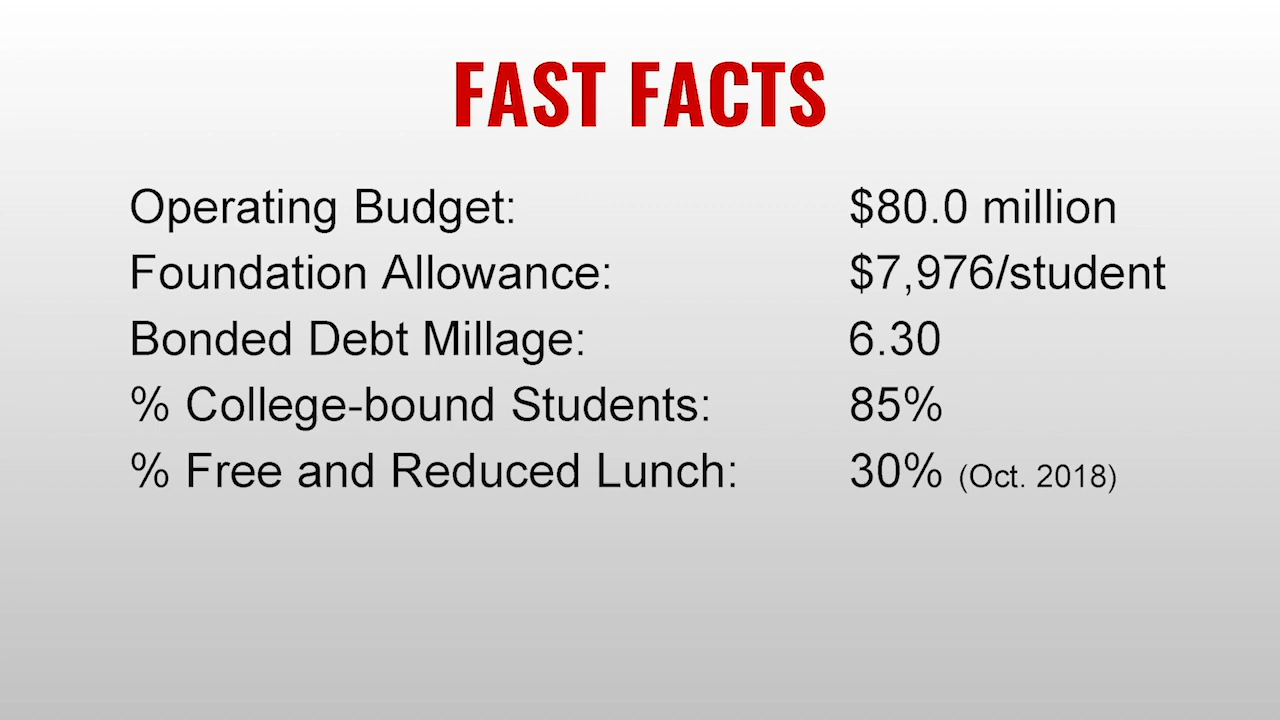 FAST FACTS
Operating Budget: $80.0 million
Foundation Allowance: $7,976/student
Bonded Debt Millage: 6.30
% College-bound Students: 85%
% Free and Reduced Lunch: 30% (Oct. 2018)